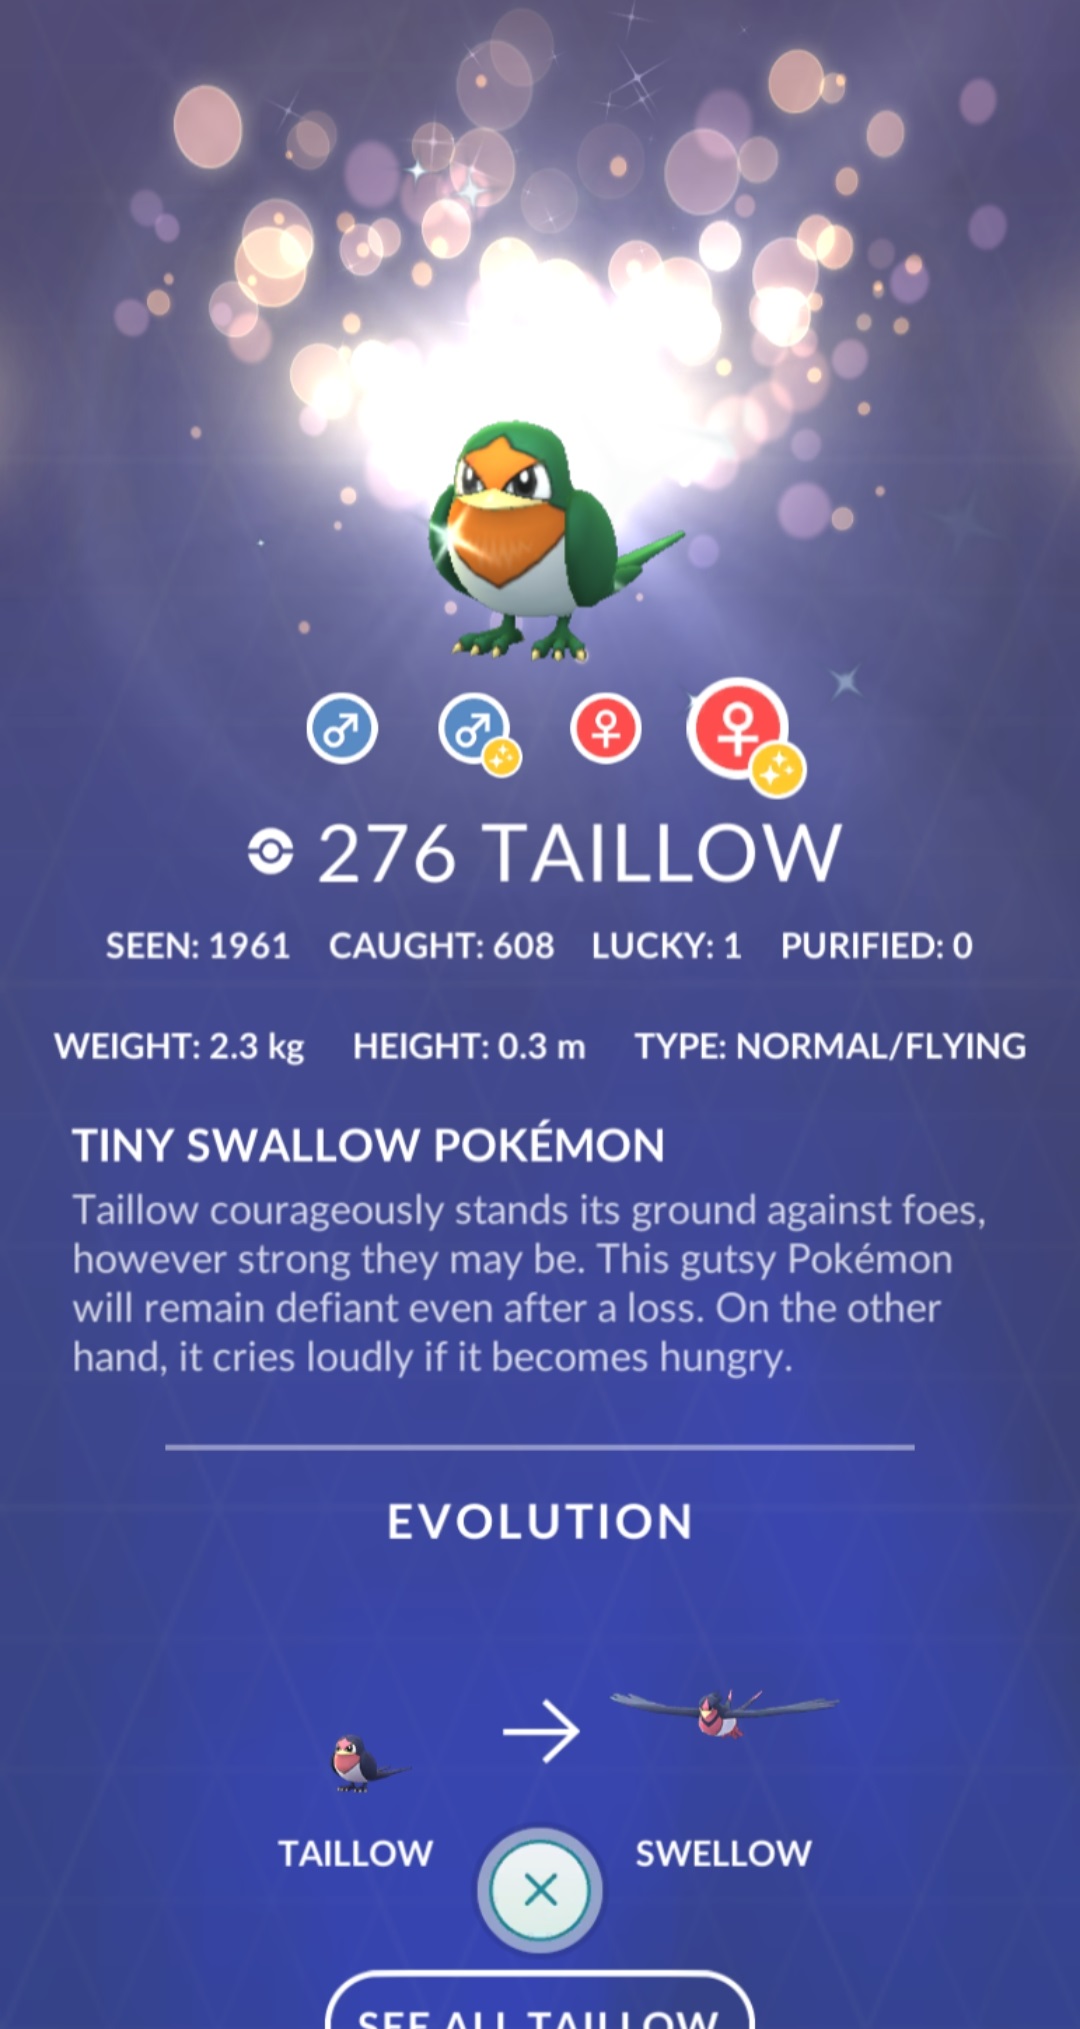 276 TAILLOW
SEEN: 1961 CAUGHT: 608 LUCKY: 1 PURIFIED: 0
WEIGHT: 2.3 kg HEIGHT: 0.3 m TYPE: NORMAL/FLYING
TINY SWALLOW POKÉMON
Taillow courageously stands its ground against foes,
however strong they may be. This gutsy Pokémon
will remain defiant even after a loss. On the other
hand, it cries loudly if it becomes hungry.
EVOLUTION
TAILLOW SWELLOW
SEE ALL TAILLOW